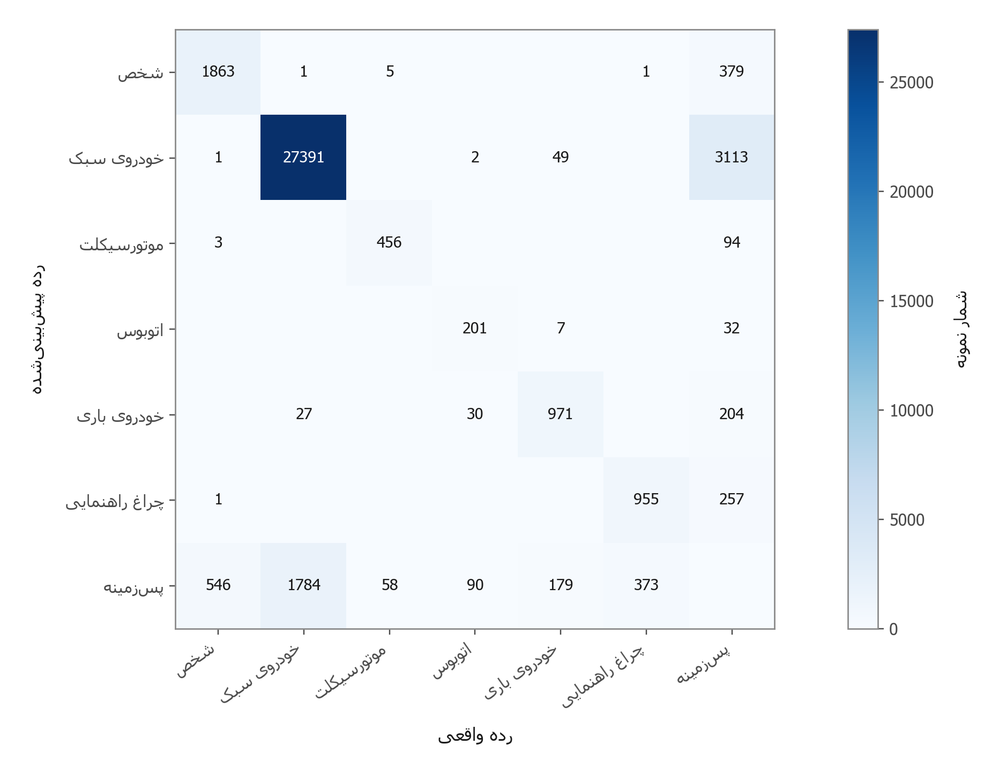 شخص 1863 1 5 1 379
خودروی سبک 1 27391 2 49 3113
موتورسیکلت 3 456 94
اتوبوس 201 7 32
خودروی باری 27 30 971 204
چراغ راهنمایی 1 955 257
پس‌زمینه 546 1784 58 90 179 373
رده پیش‌بینی‌شده
شخص
خودروی سبک
موتورسیکلت
اتوبوس
خودروی باری
چراغ راهنمایی
پس‌زمینه
رده واقعی
25000
20000
15000
10000
5000
0
شمار نمونه